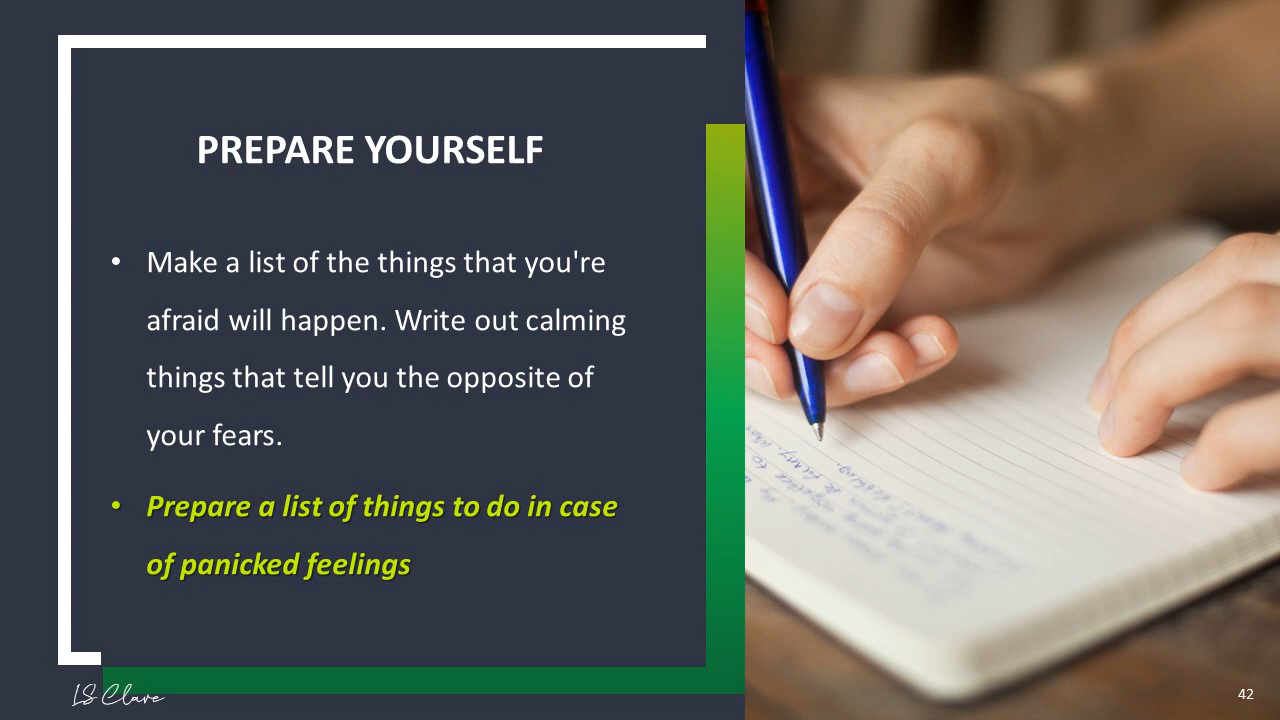 PREPARE YOURSELF
• Make a list of the things that you're
afraid will happen. Write out calming
things that tell you the opposite of
your fears.
• Prepare a list of things to do in case
of panicked feelings
LS Clave
42